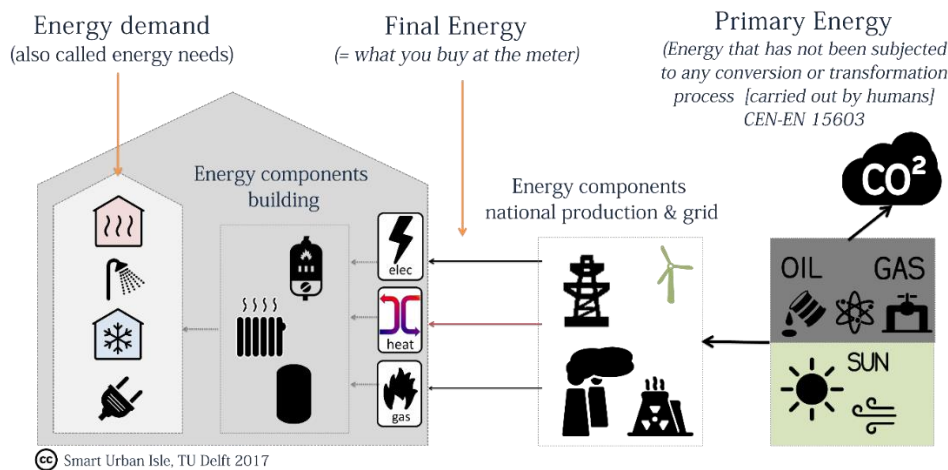 Energy demand
(also called energy needs)
Final Energy
(= what you buy at the meter)
Primary Energy
(Energy that has not been subjected
to any conversion or transformation
process [carried out by humans]
CEN-EN 15603
CO²
Energy components
building
Energy components
national production & grid
elec
heat
gas
OIL
GAS
SUN
cc Smart Urban Isle, TU Delft 2017